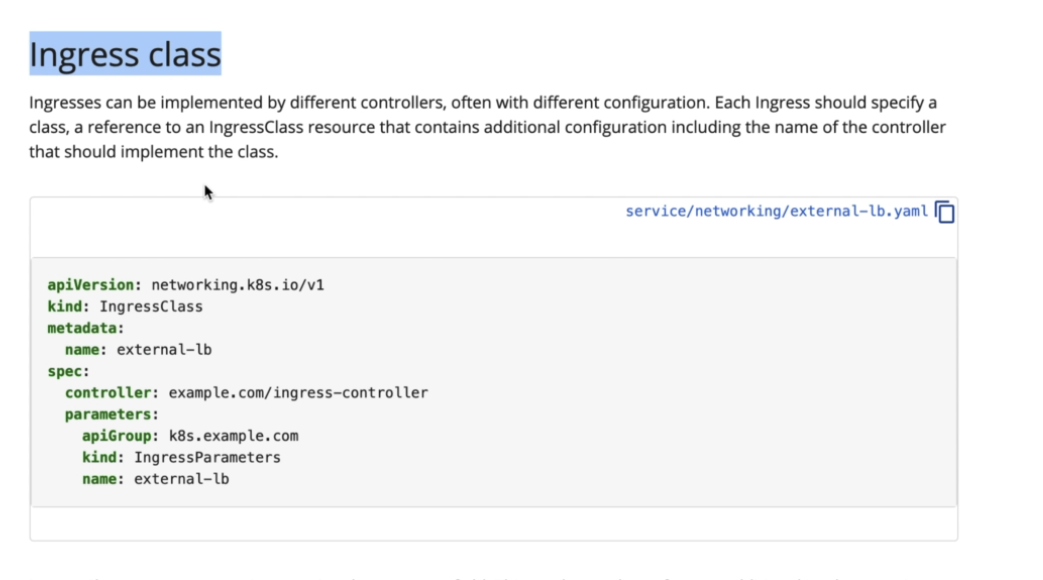 Ingress class
Ingresses can be implemented by different controllers, often with different configuration. Each Ingress should specify a
class, a reference to an IngressClass resource that contains additional configuration including the name of the controller
that should implement the class.
service/networking/external-lb.yaml
apiVersion: networking.k8s.io/v1
kind: IngressClass
metadata:
  name: external-lb
spec:
  controller: example.com/ingress-controller
  parameters:
    apiGroup: k8s.example.com
    kind: IngressParameters
    name: external-lb